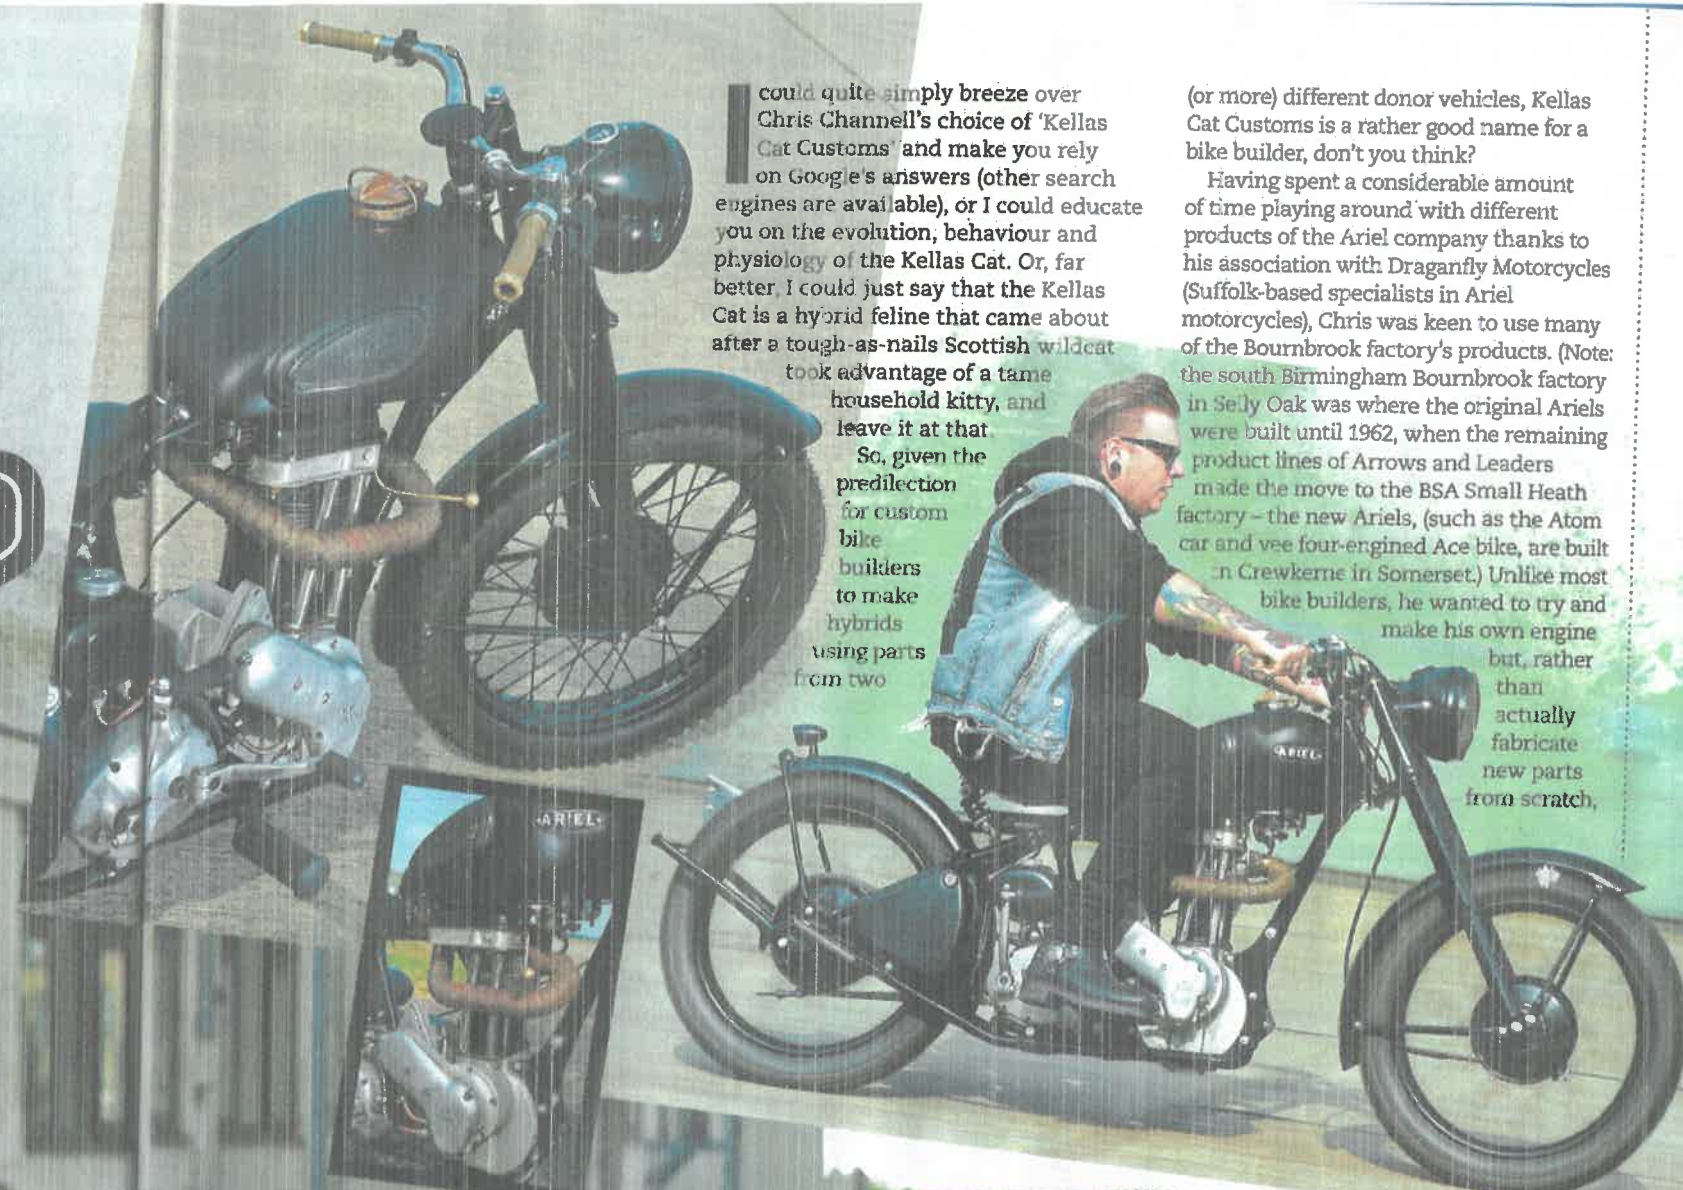 I could quite simply breeze over
Chris Channell's choice of 'Kellas
Cat Customs' and make you rely
on Google's answers (other search
engines are available), or I could educate
you on the evolution, behaviour and
physiology of the Kellas Cat. Or, far
better, I could just say that the Kellas
Cat is a hybrid feline that came about
after a tough-as-nails Scottish wildcat
took advantage of a tame
household kitty, and
leave it at that
So, given the
predilection
for custom
bike
builders
to make
hybrids
using parts
from two
(or more) different donor vehicles, Kellas
Cat Customs is a rather good name for a
bike builder, don't you think?
Having spent a considerable amount
of time playing around with different
products of the Ariel company thanks to
his association with Draganfly Motorcycles
(Suffolk-based specialists in Ariel
motorcycles), Chris was keen to use many
of the Bournbrook factory's products. (Note:
the south Birmingham Bournbrook factory
in Selly Oak was where the original Ariels
were built until 1962, when the remaining
product lines of Arrows and Leaders
made the move to the BSA Small Heath
factory – the new Ariels, (such as the Atom
car and vee four-engined Ace bike, are built
in Crewkerne in Somerset.) Unlike most
bike builders, he wanted to try and
make his own engine
but, rather
than
actually
fabricate
new parts
from scratch,
ARIEL
ARIEL